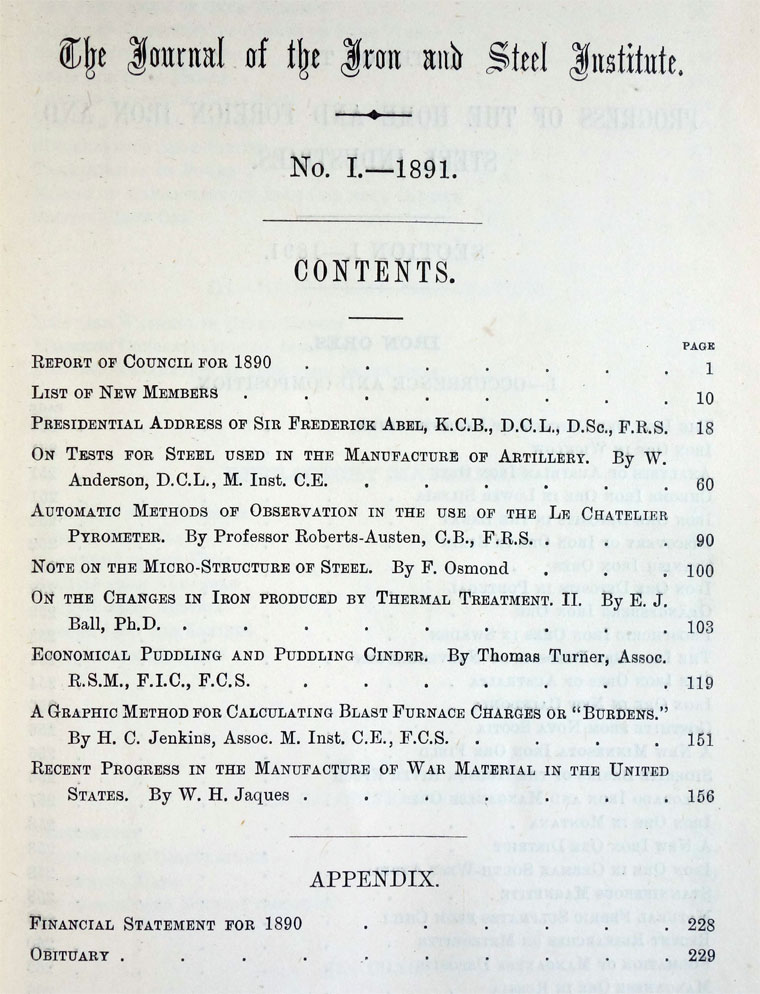 The Journal of the Iron and Steel Institute.
No. I.—1891.
CONTENTS.
PAGE
REPORT OF COUNCIL FOR 1890 . . . . . . 1
LIST OF NEW MEMBERS . . . . . . . 10
PRESIDENTIAL ADDRESS OF SIR FREDERICK ABEL, K.C.B., D.C.L., D.Sc., F.R.S. 18
ON TESTS FOR STEEL USED IN THE MANUFACTURE OF ARTILLERY. By W.
Anderson, D.C.L., M. Inst. C.E. . . . . . . 60
AUTOMATIC METHODS OF OBSERVATION IN THE USE OF THE LE CHATELIER
PYROMETER. By Professor Roberts-Austen, C.B., F.R.S. . . . 90
NOTE ON THE MICRO-STRUCTURE OF STEEL. By F. Osmond . . . 100
ON THE CHANGES IN IRON PRODUCED BY THERMAL TREATMENT. II. By E. J.
Ball, Ph.D. . . . . . . . . . 103
ECONOMICAL PUDDLING AND PUDDLING CINDER. By Thomas Turner, Assoc.
R.S.M., F.I.C., F.C.S. . . . . . . . 119
A GRAPHIC METHOD FOR CALCULATING BLAST FURNACE CHARGES OR "BURDENS."
By H. C. Jenkins, Assoc. M. Inst. C.E., F.C.S. . . . . 151
RECENT PROGRESS IN THE MANUFACTURE OF WAR MATERIAL IN THE UNITED
STATES. By W. H. Jaques . . . . . . . 156
APPENDIX.
FINANCIAL STATEMENT FOR 1890 . . . . . . 228
OBITUARY . . . . . . . . . . 229